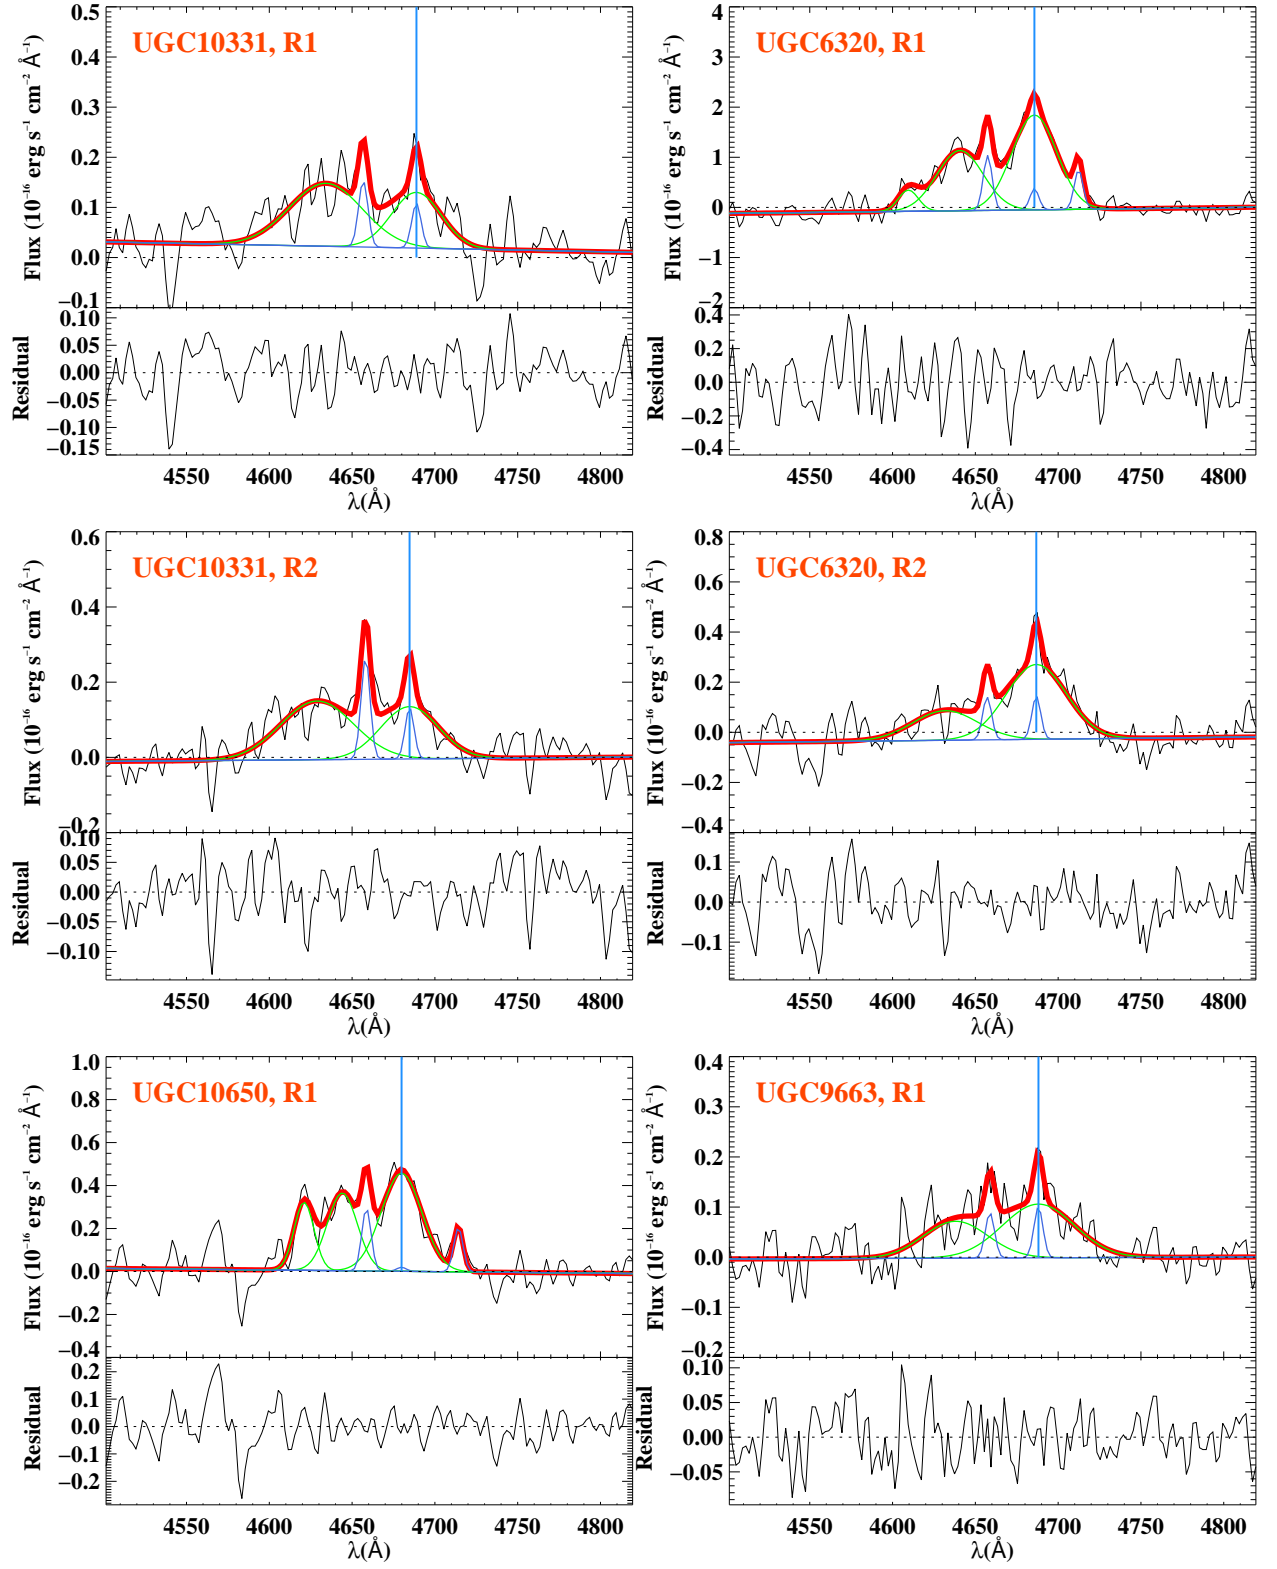 UGC10331, R1
Flux (10⁻¹⁶ erg s⁻¹ cm⁻² Å⁻¹)
0.5
0.4
0.3
0.2
0.1
0.0
−0.1
Residual
0.10
0.05
0.00
−0.05
−0.10
−0.15
4550 4600 4650 4700 4750 4800
λ(Å)
UGC6320, R1
Flux (10⁻¹⁶ erg s⁻¹ cm⁻² Å⁻¹)
4
3
2
1
0
−1
−2
Residual
0.4
0.2
0.0
−0.2
−0.4
4550 4600 4650 4700 4750 4800
λ(Å)
UGC10331, R2
Flux (10⁻¹⁶ erg s⁻¹ cm⁻² Å⁻¹)
0.6
0.4
0.2
0.0
−0.2
Residual
0.10
0.05
0.00
−0.05
−0.10
4550 4600 4650 4700 4750 4800
λ(Å)
UGC6320, R2
Flux (10⁻¹⁶ erg s⁻¹ cm⁻² Å⁻¹)
0.8
0.6
0.4
0.2
0.0
−0.2
−0.4
Residual
0.1
0.0
−0.1
4550 4600 4650 4700 4750 4800
λ(Å)
UGC10650, R1
Flux (10⁻¹⁶ erg s⁻¹ cm⁻² Å⁻¹)
1.0
0.8
0.6
0.4
0.2
0.0
−0.2
−0.4
Residual
0.2
0.1
0.0
−0.1
−0.2
4550 4600 4650 4700 4750 4800
λ(Å)
UGC9663, R1
Flux (10⁻¹⁶ erg s⁻¹ cm⁻² Å⁻¹)
0.4
0.3
0.2
0.1
0.0
−0.1
−0.2
Residual
0.10
0.05
0.00
−0.05
4550 4600 4650 4700 4750 4800
λ(Å)